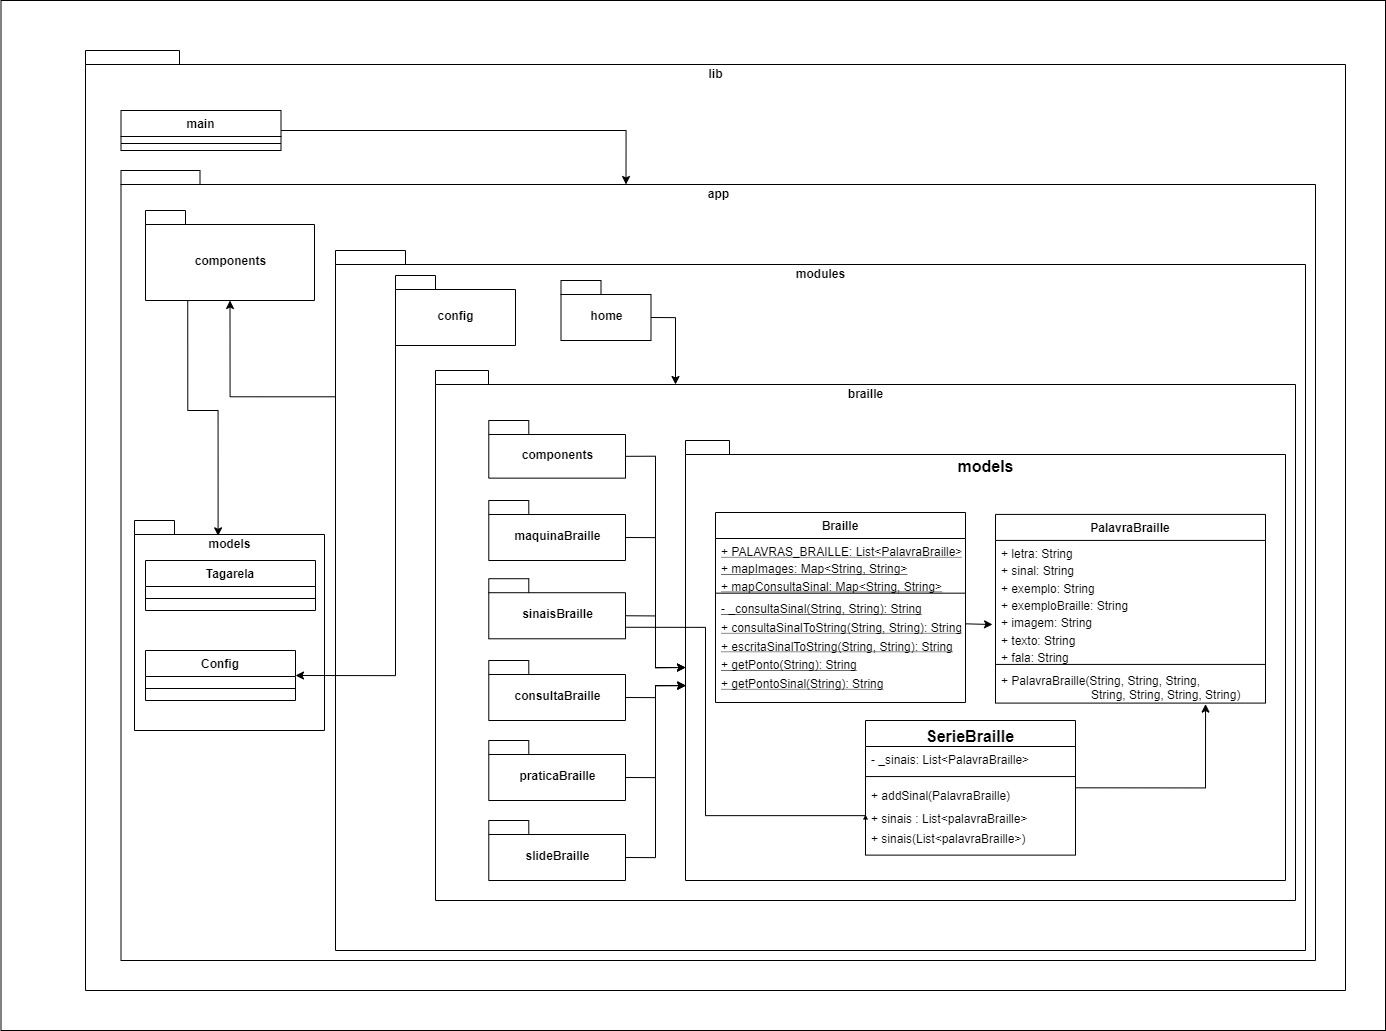 lib
main
app
components
modules
config
home
braille
components
models
Braille
PalavraBraille
+ PALAVRAS_BRAILLE: List<PalavraBraille>
+ mapImages: Map<String, String>
+ mapConsultaSinal: Map<String, String>
- _consultaSinal(String, String): String
+ consultaSinalToString(String, String): String
+ escritaSinalToString(String, String): String
+ getPonto(String): String
+ getPontoSinal(String): String
+ letra: String
+ sinal: String
+ exemplo: String
+ exemploBraille: String
+ imagem: String
+ texto: String
+ fala: String
+ PalavraBraille(String, String, String,
String, String, String, String)
maquinaBraille
models
Tagarela
sinaisBraille
Config
consultaBraille
SerieBraille
- _sinais: List<PalavraBraille>
+ addSinal(PalavraBraille)
+ sinais : List<palavraBraille>
+ sinais(List<palavraBraille>)
praticaBraille
slideBraille